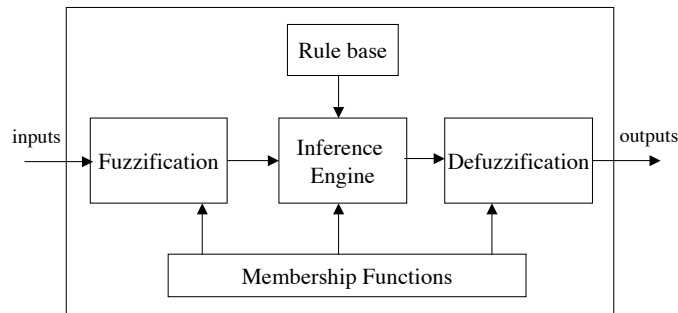 Rule base
inputs
Fuzzification
Inference
Engine
Defuzzification
outputs
Membership Functions